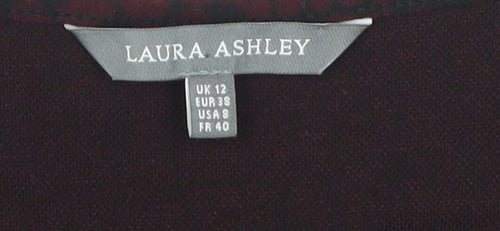 LAURA ASHLEY
UK 12
EUR 38
USA 8
FR 40